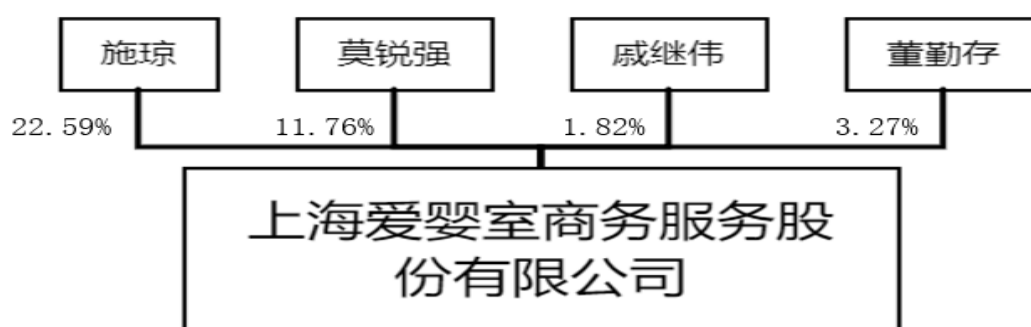 施琼 莫锐强 戚继伟 董勤存
22.59% 11.76% 1.82% 3.27%
上海爱婴室商务服务股
份有限公司